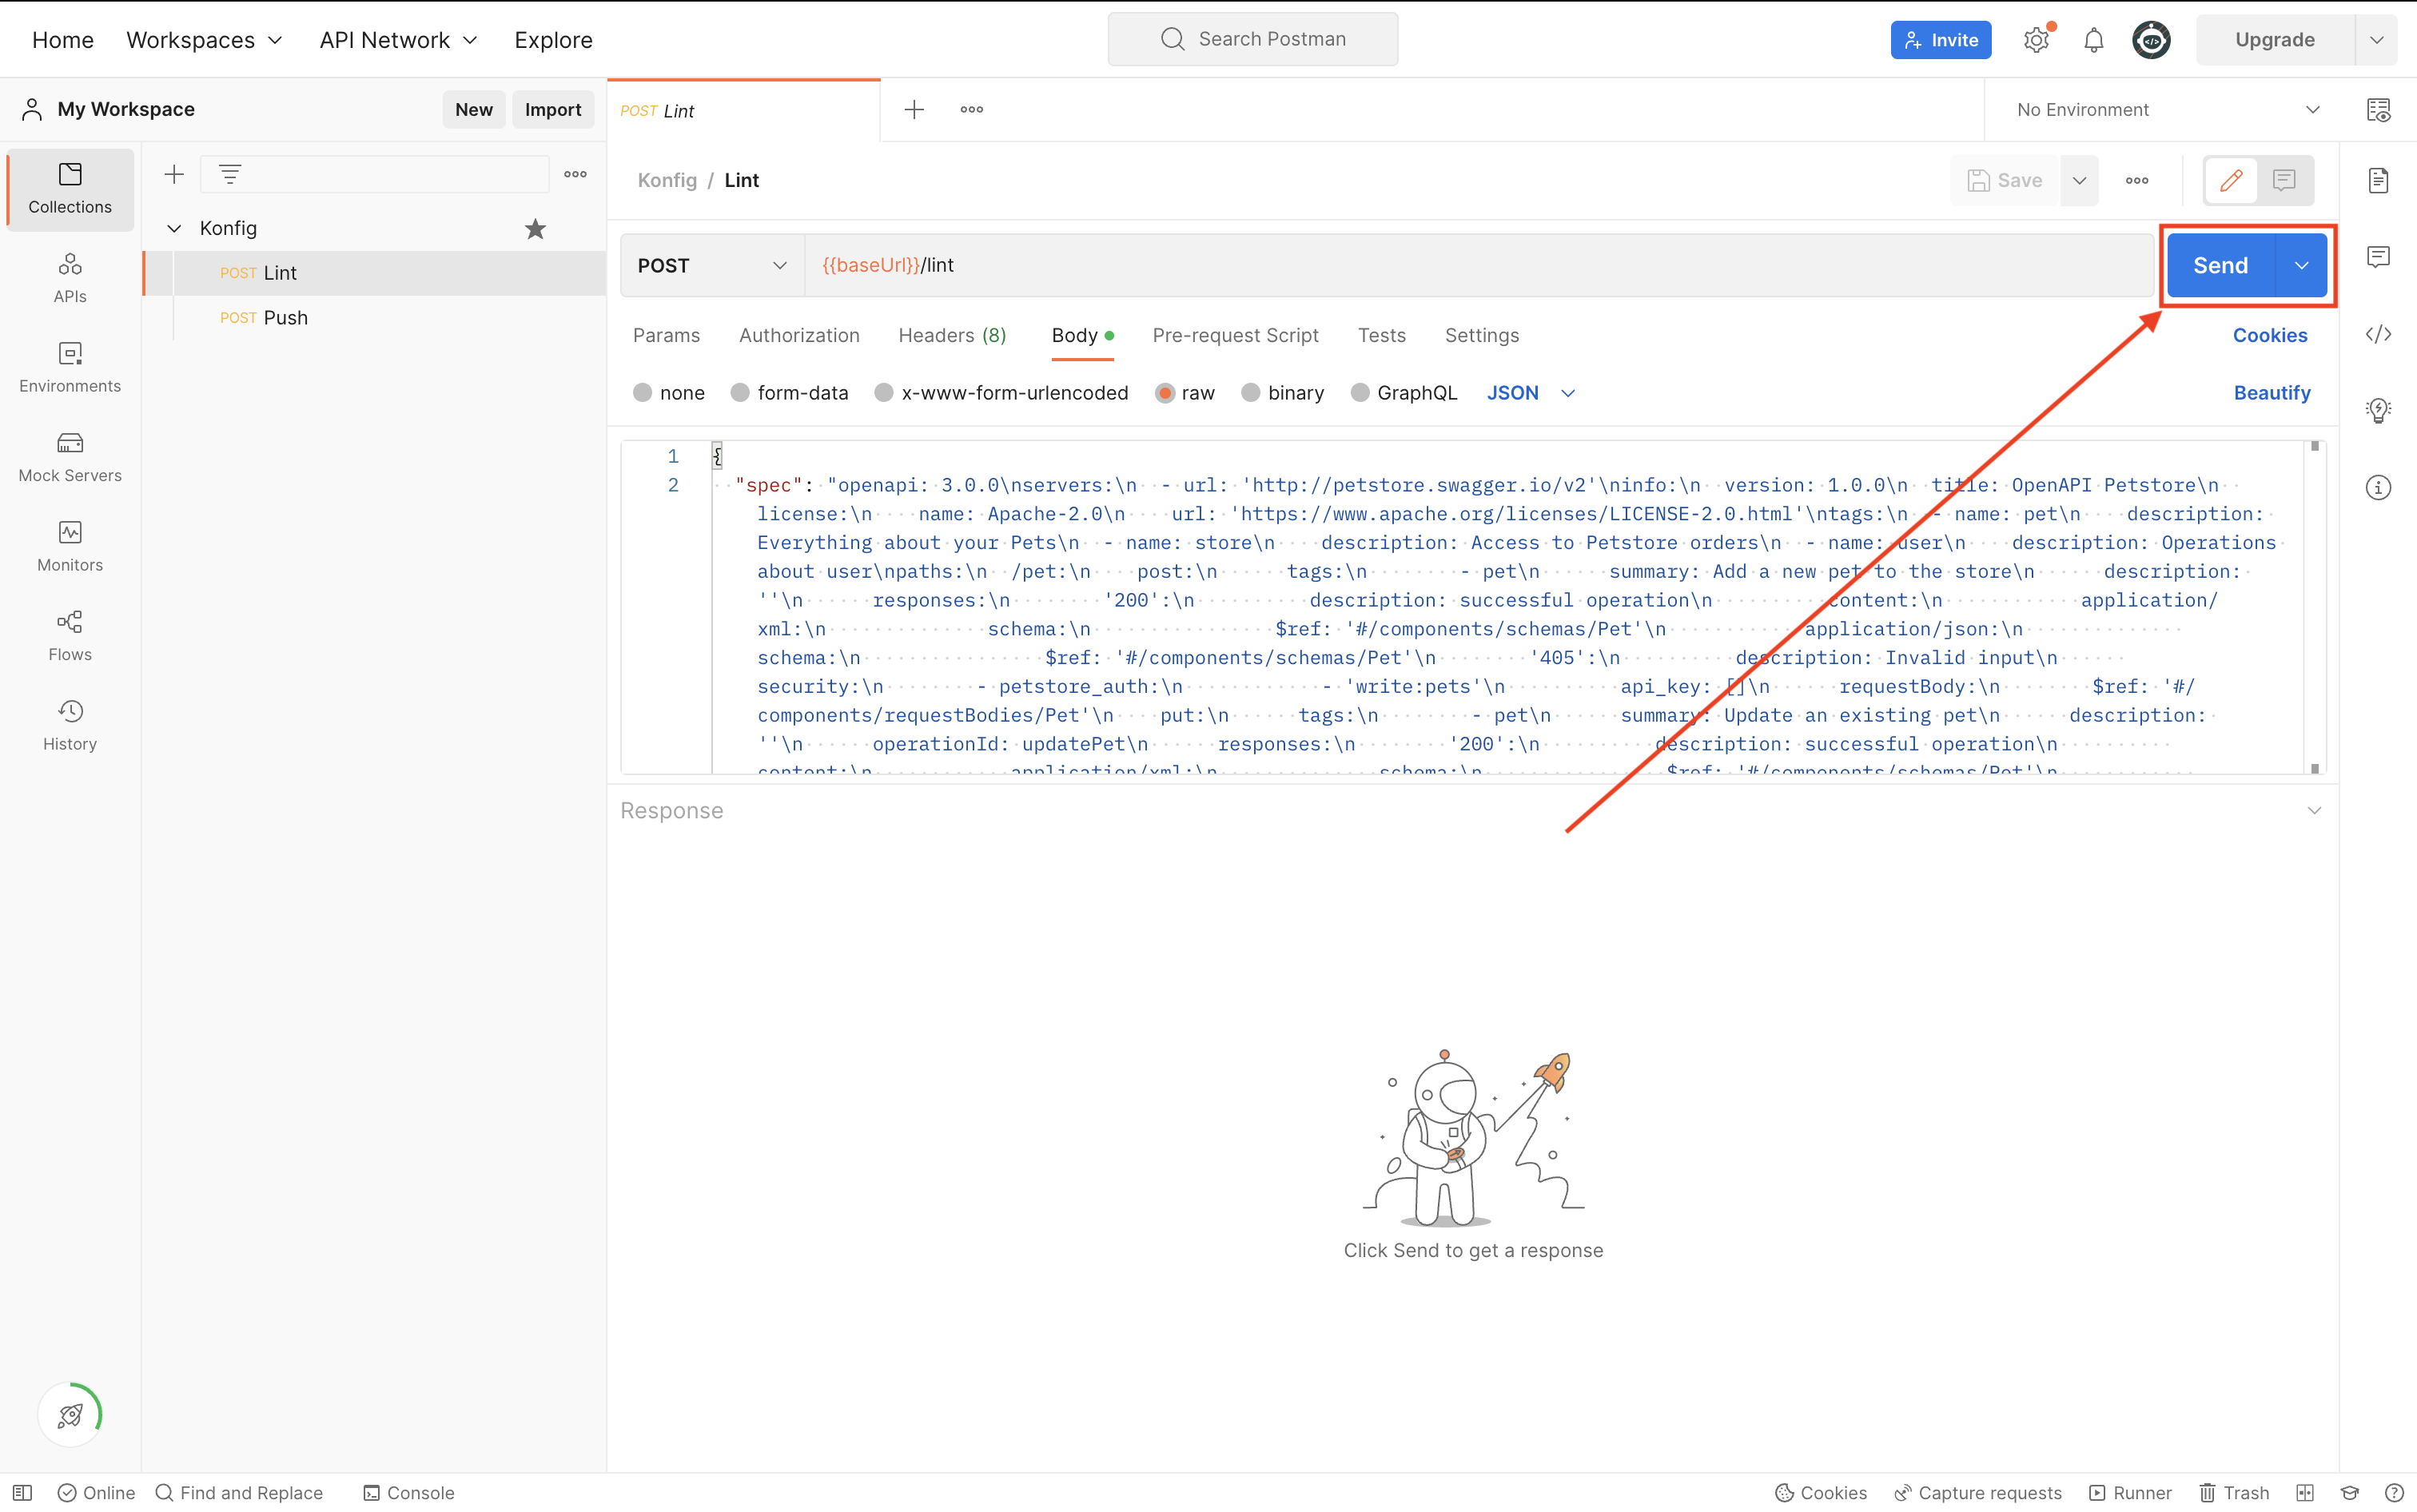 Home Workspaces API Network Explore Search Postman Invite Upgrade
My Workspace New Import POST Lint No Environment
Collections
Konfig / Lint Save
Konfig
POST Lint
POST Push
APIs
Environments
Mock Servers
Monitors
Flows
History
POST {{baseUrl}}/lint Send
Params Authorization Headers (8) Body Pre-request Script Tests Settings Cookies
none form-data x-www-form-urlencoded raw binary GraphQL JSON Beautify
1 {
2 "spec": "openapi: 3.0.0\nservers:\n  - url: 'http://petstore.swagger.io/v2'\ninfo:\n  version: 1.0.0\n  title: OpenAPI Petstore\n
license:\n    name: Apache-2.0\n    url: 'https://www.apache.org/licenses/LICENSE-2.0.html'\ntags:\n  - name: pet\n    description:
Everything about your Pets\n  - name: store\n    description: Access to Petstore orders\n  - name: user\n    description: Operations
about user\npaths:\n  /pet:\n    post:\n      tags:\n        - pet\n      summary: Add a new pet to the store\n      description:
''\n      responses:\n        '200':\n          description: successful operation\n          content:\n            application/
xml:\n              schema:\n                $ref: '#/components/schemas/Pet'\n            application/json:\n
schema:\n                $ref: '#/components/schemas/Pet'\n        '405':\n          description: Invalid input\n
security:\n        - petstore_auth:\n            - 'write:pets'\n          api_key: []\n      requestBody:\n        $ref: '#/
components/requestBodies/Pet'\n    put:\n      tags:\n        - pet\n      summary: Update an existing pet\n      description:
''\n      operationId: updatePet\n      responses:\n        '200':\n          description: successful operation\n
content:\n            application/xml:\n              schema:\n                $ref: '#/components/schemas/Pet'\n
Response
Click Send to get a response
Online Find and Replace Console Cookies Capture requests Runner Trash